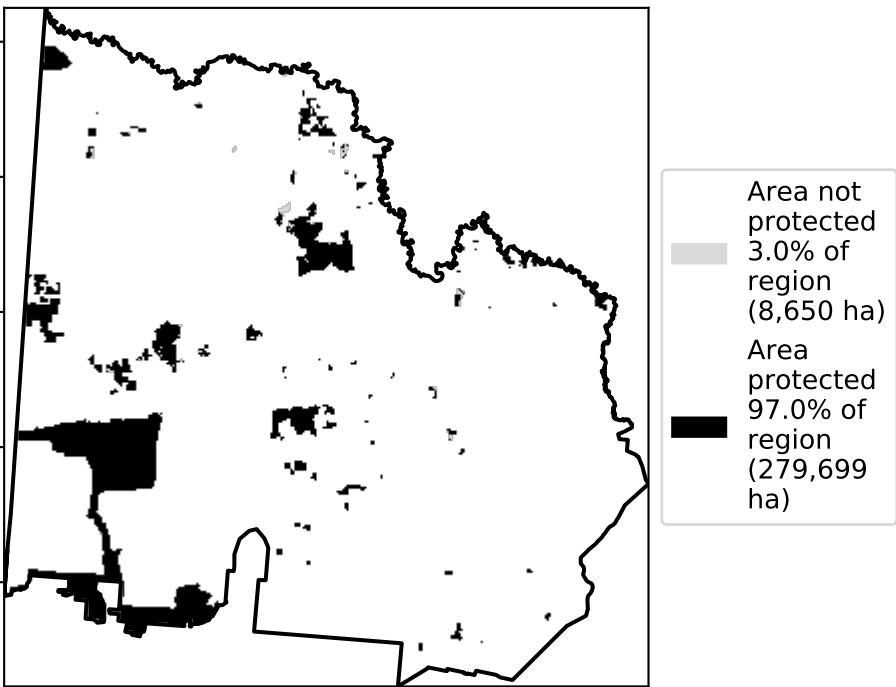 Area not
protected
3.0% of
region
(8,650 ha)
Area
protected
97.0% of
region
(279,699
ha)